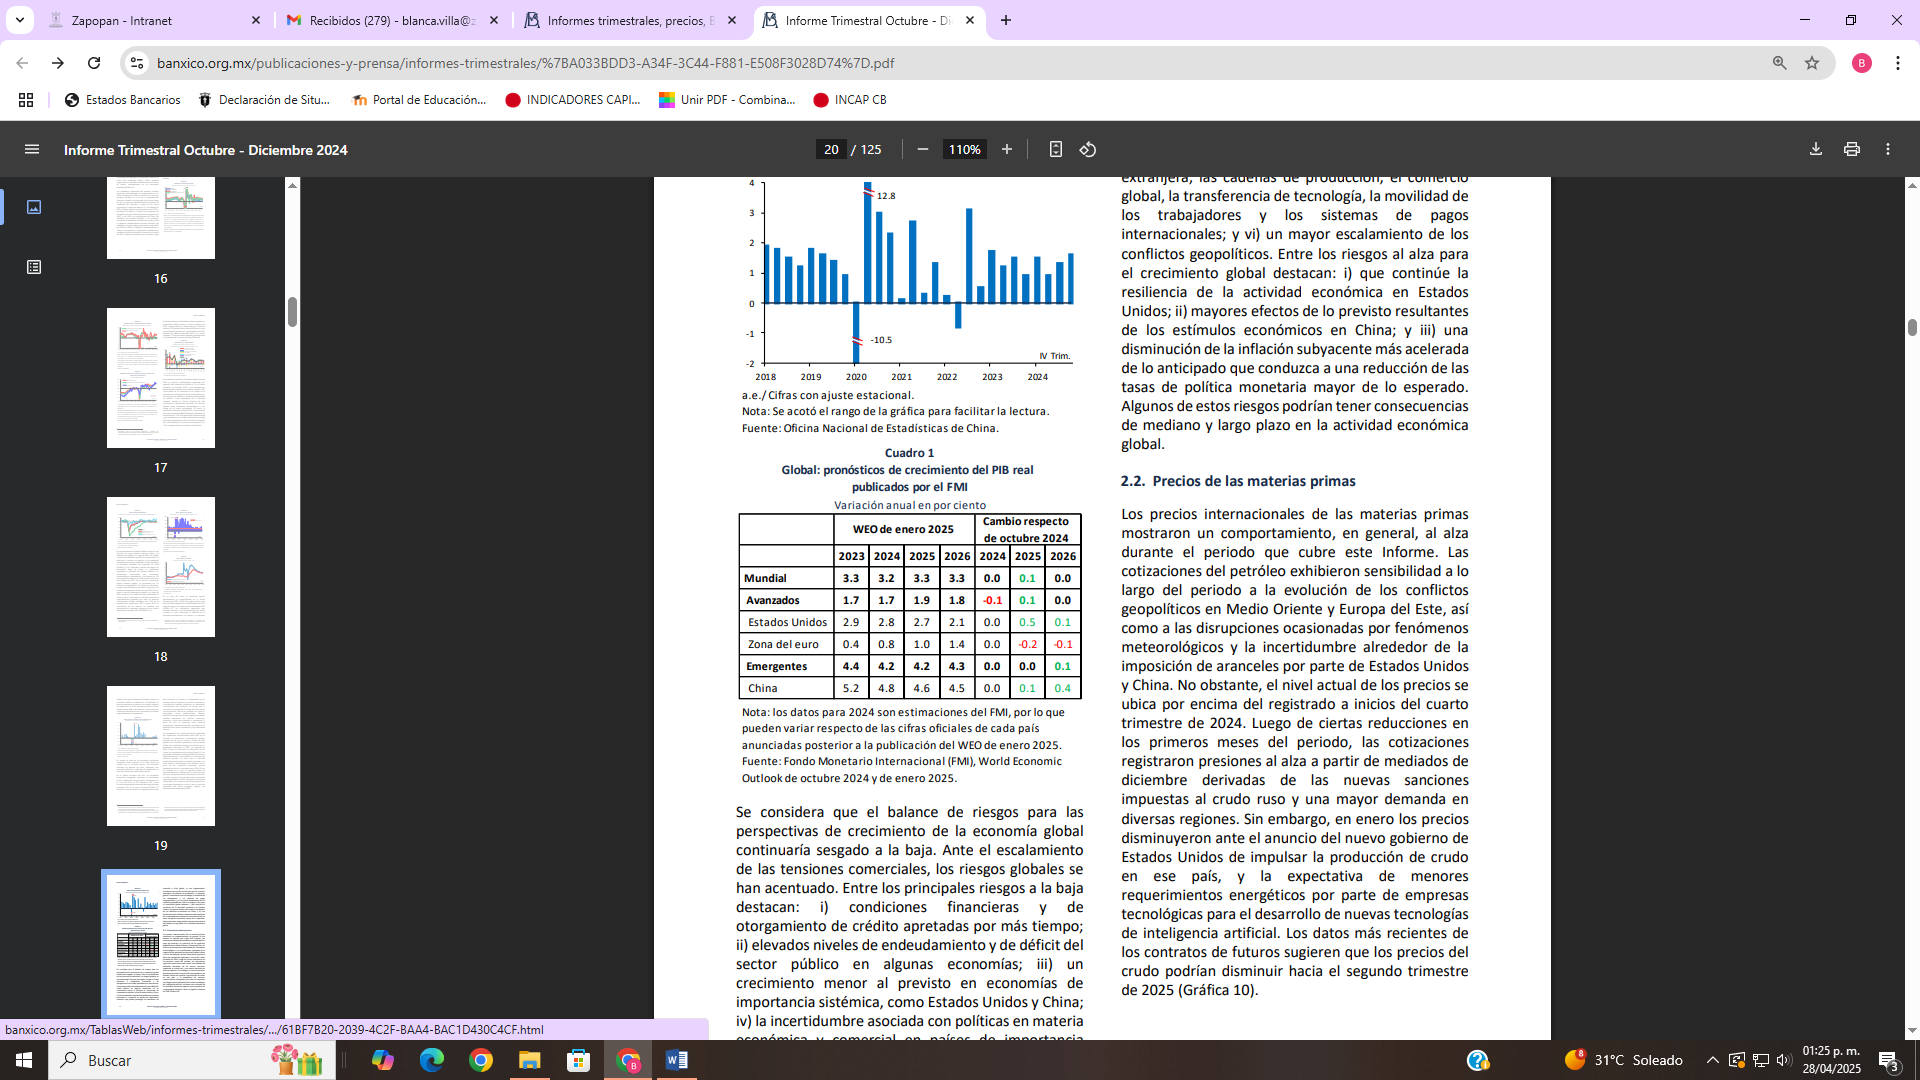 Zapopan - Intranet
Recibidos (279) - blanca.villa@z
Informes trimestrales, precios, B
Informe Trimestral Octubre - Di
banxico.org.mx/publicaciones-y-prensa/informes-trimestrales/%7BA033BDD3-A34F-3C44-F881-E508F3028D74%7D.pdf
B
Estados Bancarios
Declaración de Situ...
Portal de Educación...
INDICADORES CAPI...
Unir PDF - Combina...
INCAP CB
Informe Trimestral Octubre - Diciembre 2024
20 / 125
110%
16
17
18
19
4
3
2
1
0
-1
-2
12.8
-10.5
IV Trim.
2018 2019 2020 2021 2022 2023 2024
a.e./ Cifras con ajuste estacional.
Nota: Se acotó el rango de la gráfica para facilitar la lectura.
Fuente: Oficina Nacional de Estadísticas de China.
Cuadro 1
Global: pronósticos de crecimiento del PIB real
publicados por el FMI
Variación anual en por ciento
WEO de enero 2025 Cambio respecto
de octubre 2024
2023 2024 2025 2026 2024 2025 2026
Mundial 3.3 3.2 3.3 3.3 0.0 0.1 0.0
Avanzados 1.7 1.7 1.9 1.8 -0.1 0.1 0.0
Estados Unidos 2.9 2.8 2.7 2.1 0.0 0.5 0.1
Zona del euro 0.4 0.8 1.0 1.4 0.0 -0.2 -0.1
Emergentes 4.4 4.2 4.2 4.3 0.0 0.0 0.1
China 5.2 4.8 4.6 4.5 0.0 0.1 0.4
Nota: los datos para 2024 son estimaciones del FMI, por lo que
pueden variar respecto de las cifras oficiales de cada país
anunciadas posterior a la publicación del WEO de enero 2025.
Fuente: Fondo Monetario Internacional (FMI), World Economic
Outlook de octubre 2024 y de enero 2025.
Se considera que el balance de riesgos para las
perspectivas de crecimiento de la economía global
continuaría sesgado a la baja. Ante el escalamiento
de las tensiones comerciales, los riesgos globales se
han acentuado. Entre los principales riesgos a la baja
destacan: i) condiciones financieras y de
otorgamiento de crédito apretadas por más tiempo;
ii) elevados niveles de endeudamiento y de déficit del
sector público en algunas economías; iii) un
crecimiento menor al previsto en economías de
importancia sistémica, como Estados Unidos y China;
iv) la incertidumbre asociada con políticas en materia
económica y comercial en países de importancia
extranjera, las cadenas de producción, el comercio
global, la transferencia de tecnología, la movilidad de
los trabajadores y los sistemas de pagos
internacionales; y vi) un mayor escalamiento de los
conflictos geopolíticos. Entre los riesgos al alza para
el crecimiento global destacan: i) que continúe la
resiliencia de la actividad económica en Estados
Unidos; ii) mayores efectos de lo previsto resultantes
de los estímulos económicos en China; y iii) una
disminución de la inflación subyacente más acelerada
de lo anticipado que conduzca a una reducción de las
tasas de política monetaria mayor de lo esperado.
Algunos de estos riesgos podrían tener consecuencias
de mediano y largo plazo en la actividad económica
global.
2.2. Precios de las materias primas
Los precios internacionales de las materias primas
mostraron un comportamiento, en general, al alza
durante el periodo que cubre este Informe. Las
cotizaciones del petróleo exhibieron sensibilidad a lo
largo del periodo a la evolución de los conflictos
geopolíticos en Medio Oriente y Europa del Este, así
como a las disrupciones ocasionadas por fenómenos
meteorológicos y la incertidumbre alrededor de la
imposición de aranceles por parte de Estados Unidos
y China. No obstante, el nivel actual de los precios se
ubica por encima del registrado a inicios del cuarto
trimestre de 2024. Luego de ciertas reducciones en
los primeros meses del periodo, las cotizaciones
registraron presiones al alza a partir de mediados de
diciembre derivadas de las nuevas sanciones
impuestas al crudo ruso y una mayor demanda en
diversas regiones. Sin embargo, en enero los precios
disminuyeron ante el anuncio del nuevo gobierno de
Estados Unidos de impulsar la producción de crudo
en ese país, y la expectativa de menores
requerimientos energéticos por parte de empresas
tecnológicas para el desarrollo de nuevas tecnologías
de inteligencia artificial. Los datos más recientes de
los contratos de futuros sugieren que los precios del
crudo podrían disminuir hacia el segundo trimestre
de 2025 (Gráfica 10).
banxico.org.mx/TablasWeb/informes-trimestrales/.../61BF7B20-2039-4C2F-BAA4-BAC1D430C4CF.html
Buscar
31°C Soleado
01:25 p. m.
28/04/2025
3